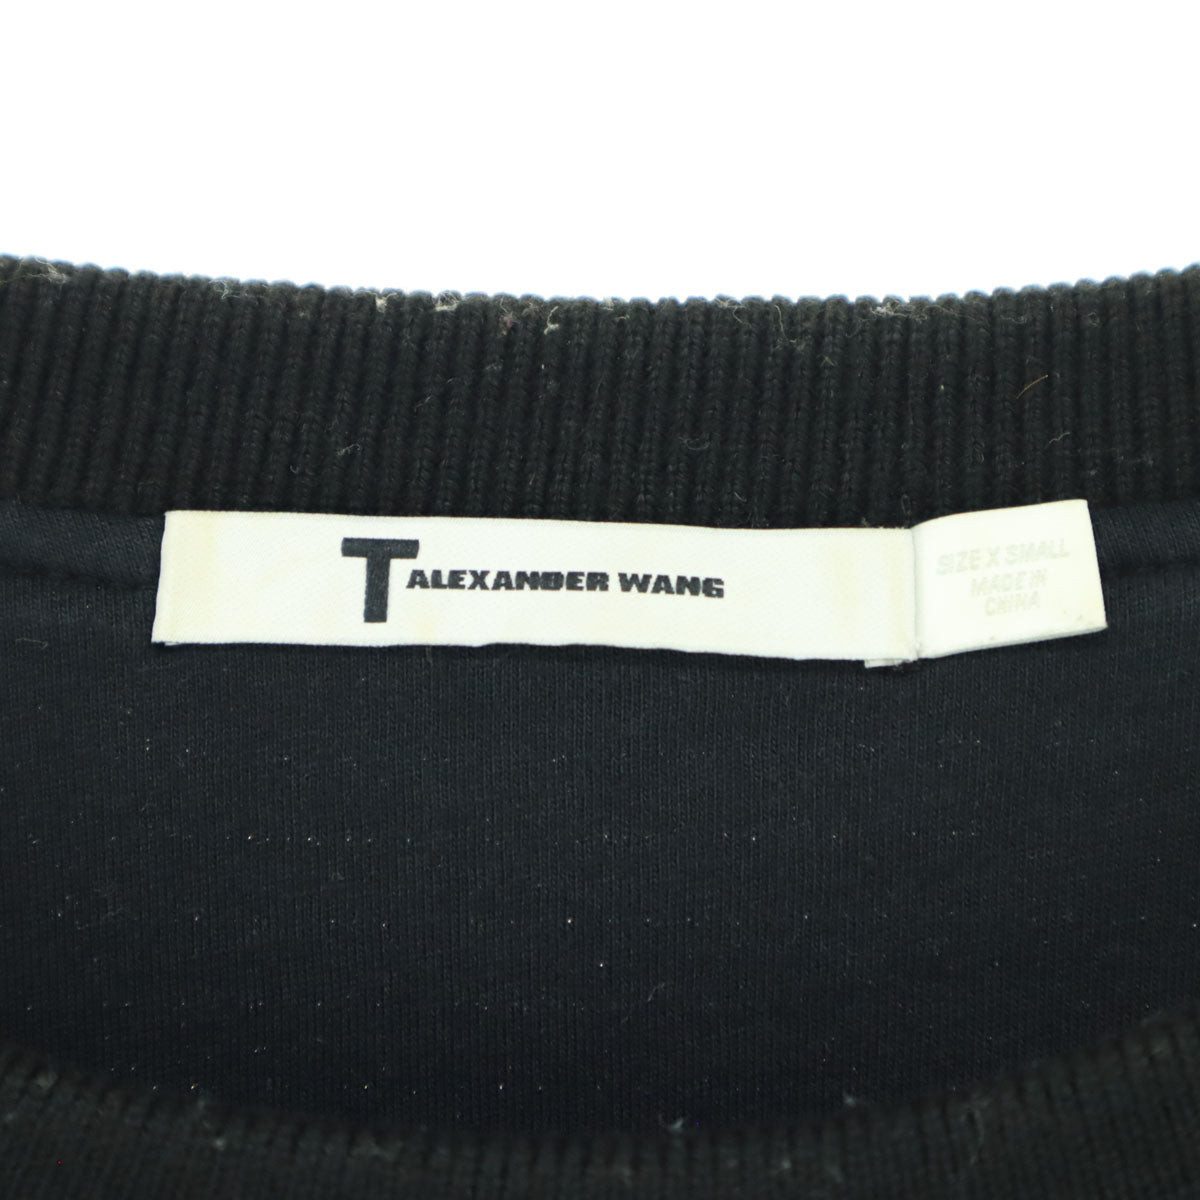 T ALEXANDER WANG
SIZE X SMALL
MADE IN
CHINA